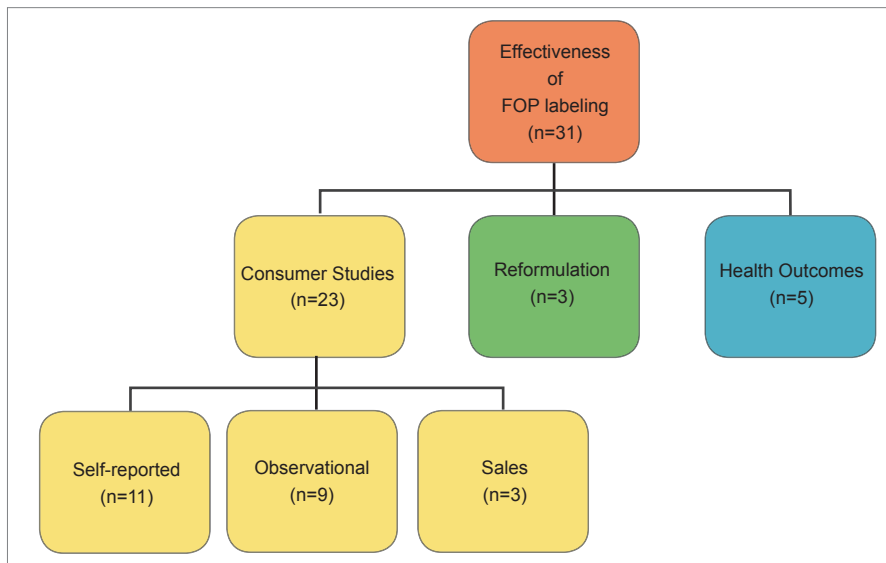 Effectiveness
of
FOP labeling
(n=31)
Consumer Studies
(n=23)
Reformulation
(n=3)
Health Outcomes
(n=5)
Self-reported
(n=11)
Observational
(n=9)
Sales
(n=3)